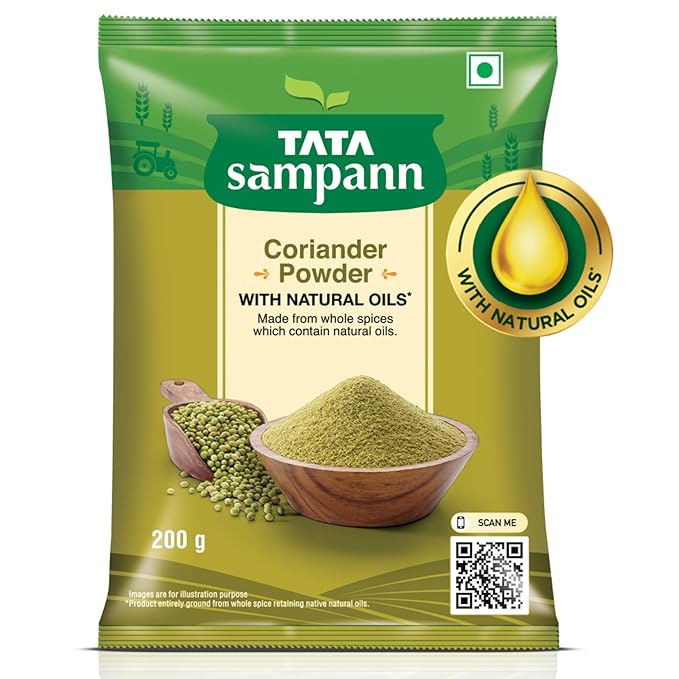 TATA
sampann
Coriander
Powder
WITH NATURAL OILS*
Made from whole spices
which contain natural oils.
WITH NATURAL OILS*
200 g
SCAN ME
Images are for illustration purpose
*Product entirely ground from whole spice retaining native natural oils.